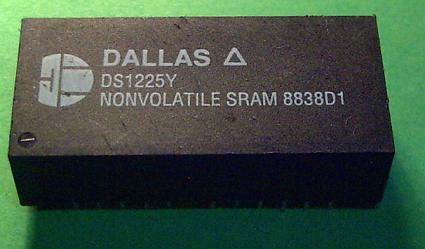 DALLAS △
DS1225Y
NONVOLATILE SRAM 8838D1